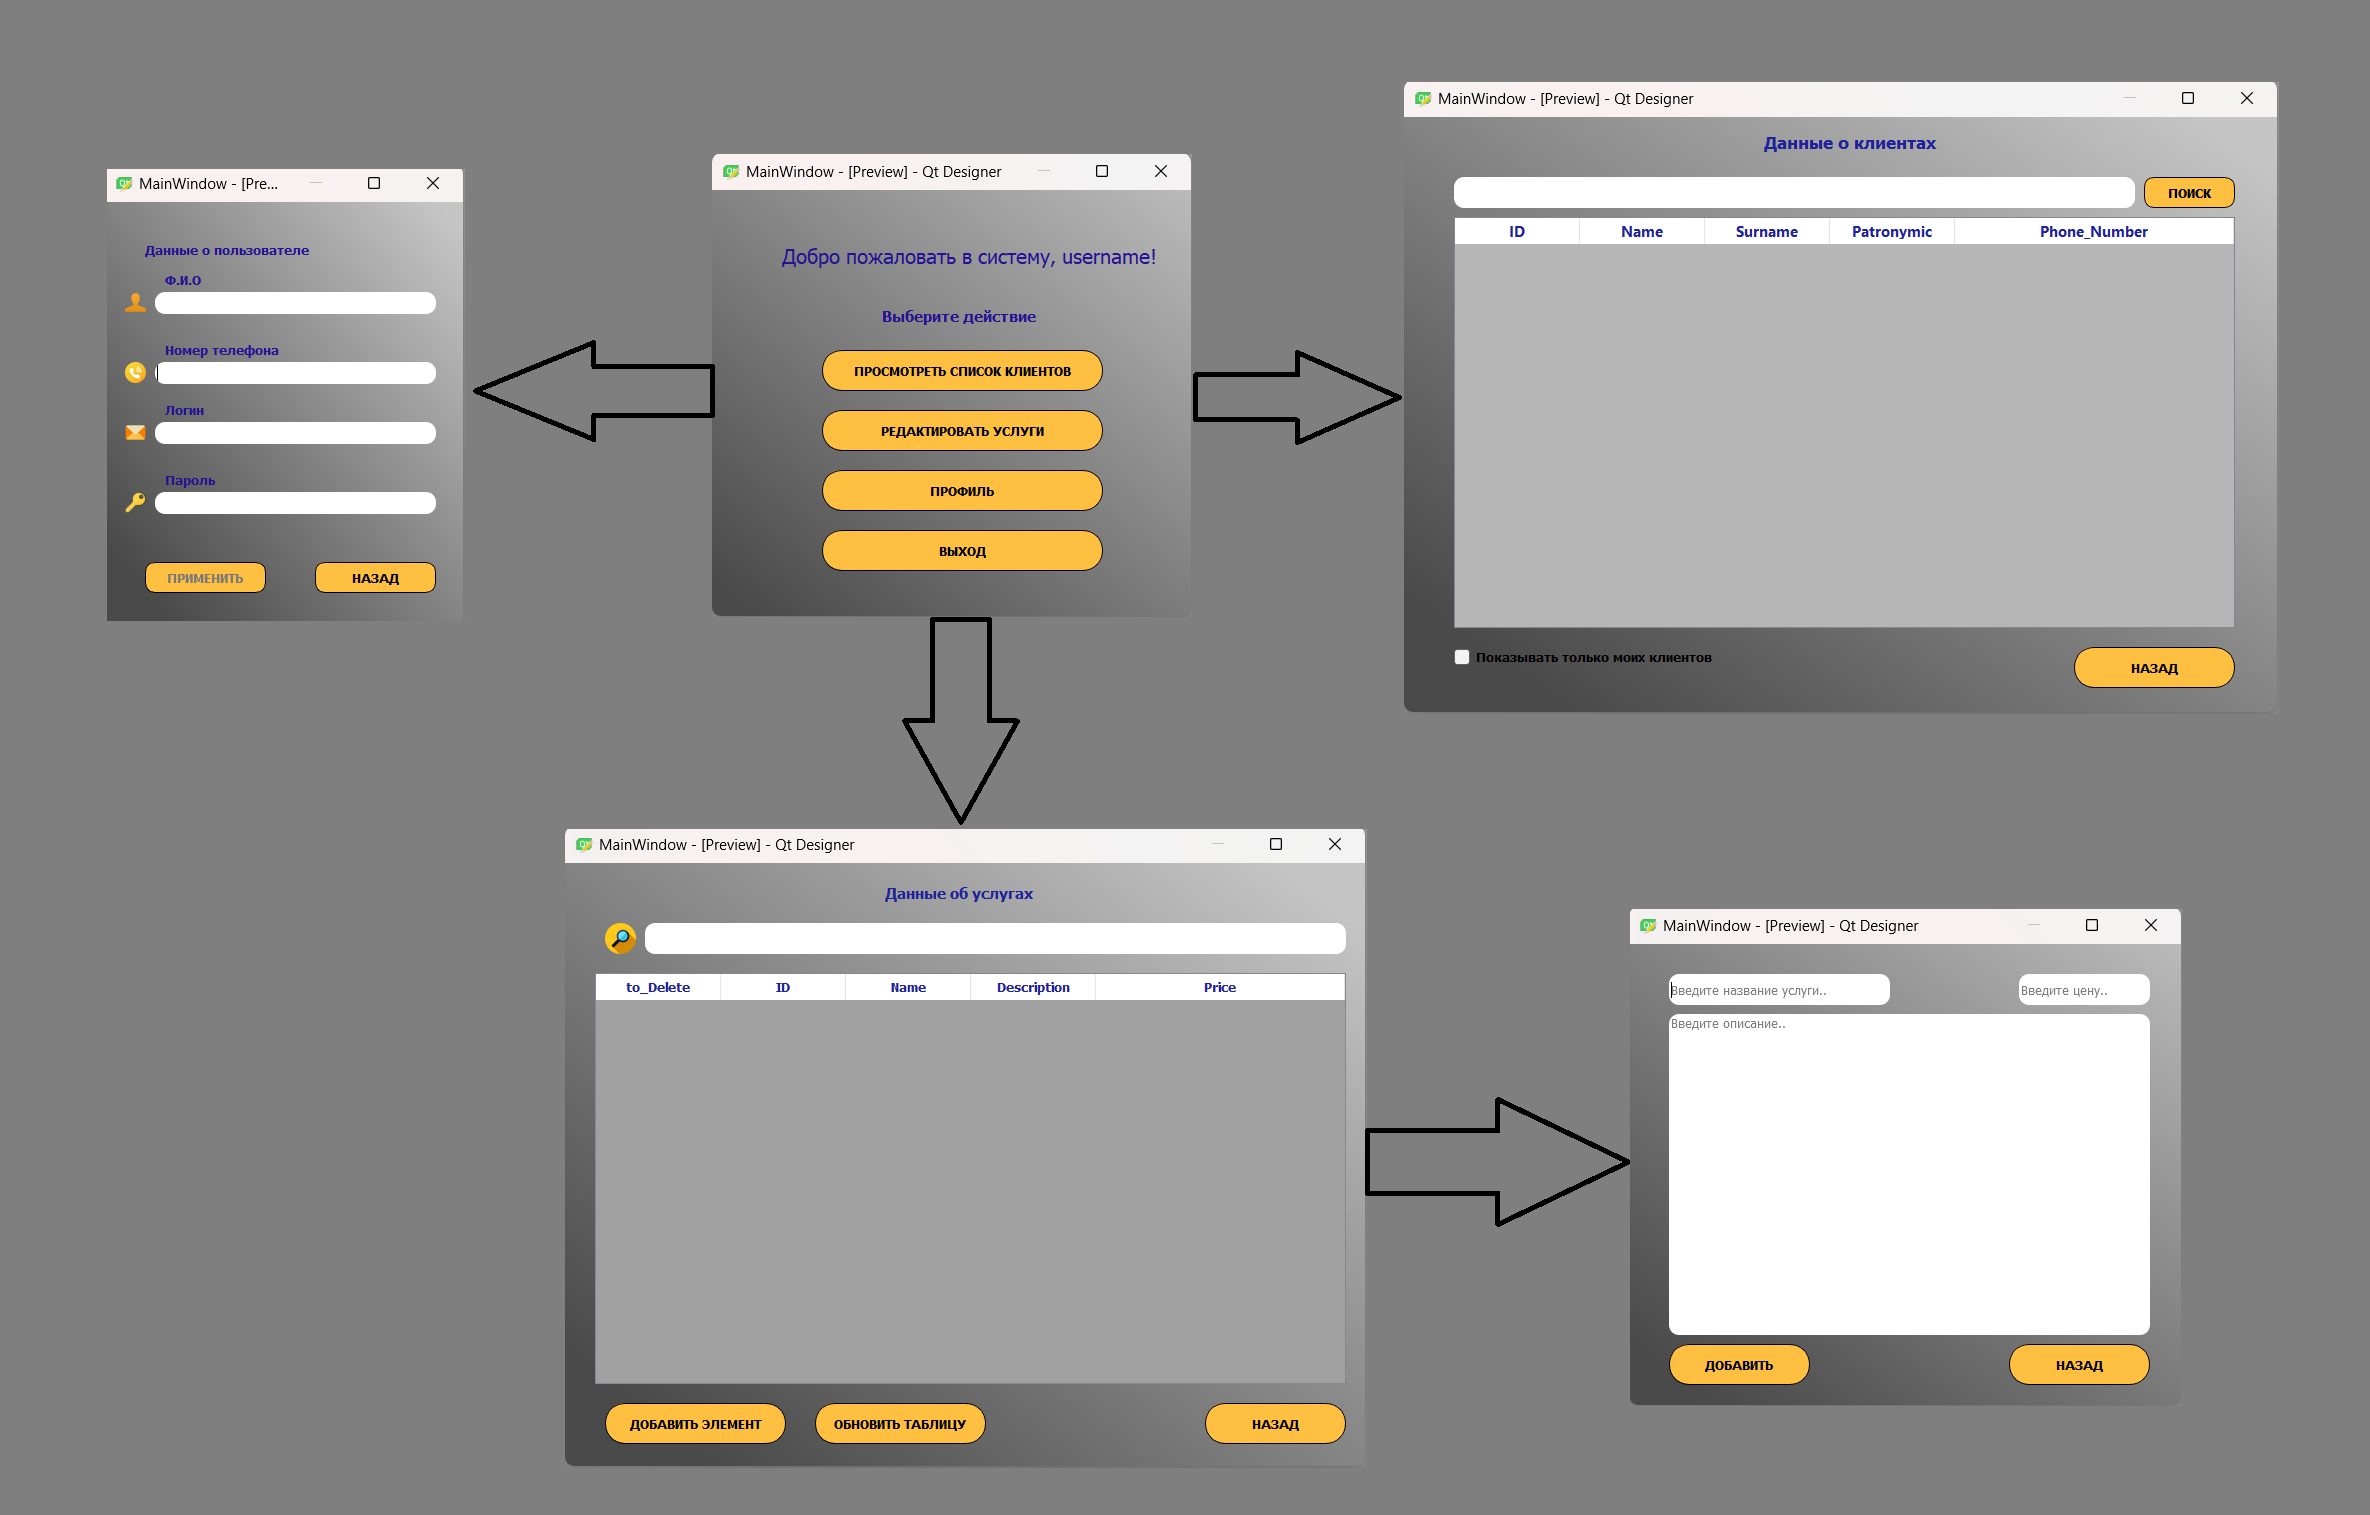 MainWindow - [Pre...
Данные о пользователе
Ф.И.О
Номер телефона
Логин
Пароль
ПРИМЕНИТЬ
НАЗАД
MainWindow - [Preview] - Qt Designer
Добро пожаловать в систему, username!
Выберите действие
ПРОСМОТРЕТЬ СПИСОК КЛИЕНТОВ
РЕДАКТИРОВАТЬ УСЛУГИ
ПРОФИЛЬ
ВЫХОД
MainWindow - [Preview] - Qt Designer
Данные о клиентах
ПОИСК
ID Name Surname Patronymic Phone_Number
Показывать только моих клиентов
НАЗАД
MainWindow - [Preview] - Qt Designer
Данные об услугах
to_Delete ID Name Description Price
ДОБАВИТЬ ЭЛЕМЕНТ ОБНОВИТЬ ТАБЛИЦУ НАЗАД
MainWindow - [Preview] - Qt Designer
Введите название услуги.. Введите цену..
Введите описание..
ДОБАВИТЬ НАЗАД